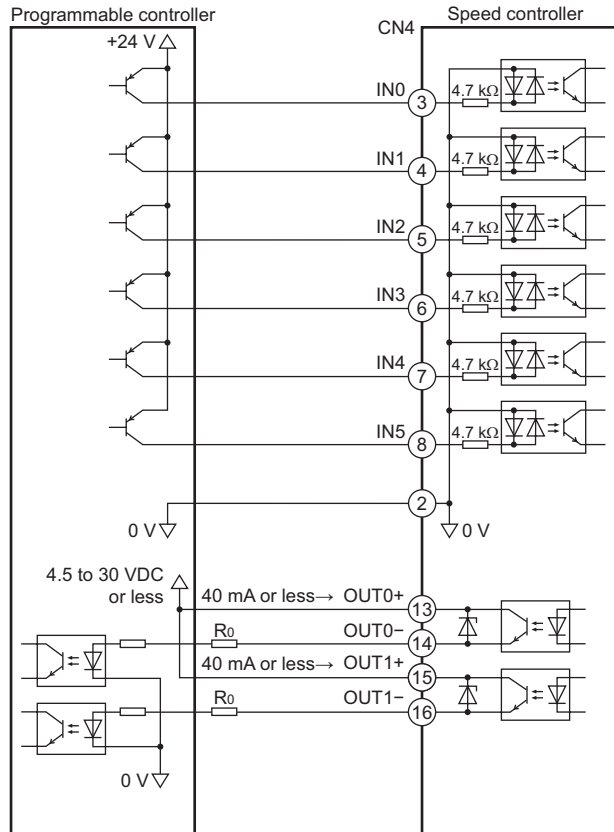 Programmable controller
Speed controller
CN4
+24 V
IN0
3
4.7 kΩ
IN1
4
4.7 kΩ
IN2
5
4.7 kΩ
IN3
6
4.7 kΩ
IN4
7
4.7 kΩ
IN5
8
4.7 kΩ
2
0 V
0 V
4.5 to 30 VDC
or less
40 mA or less→ OUT0+
13
R0
OUT0−
14
40 mA or less→ OUT1+
15
R0
OUT1−
16
0 V